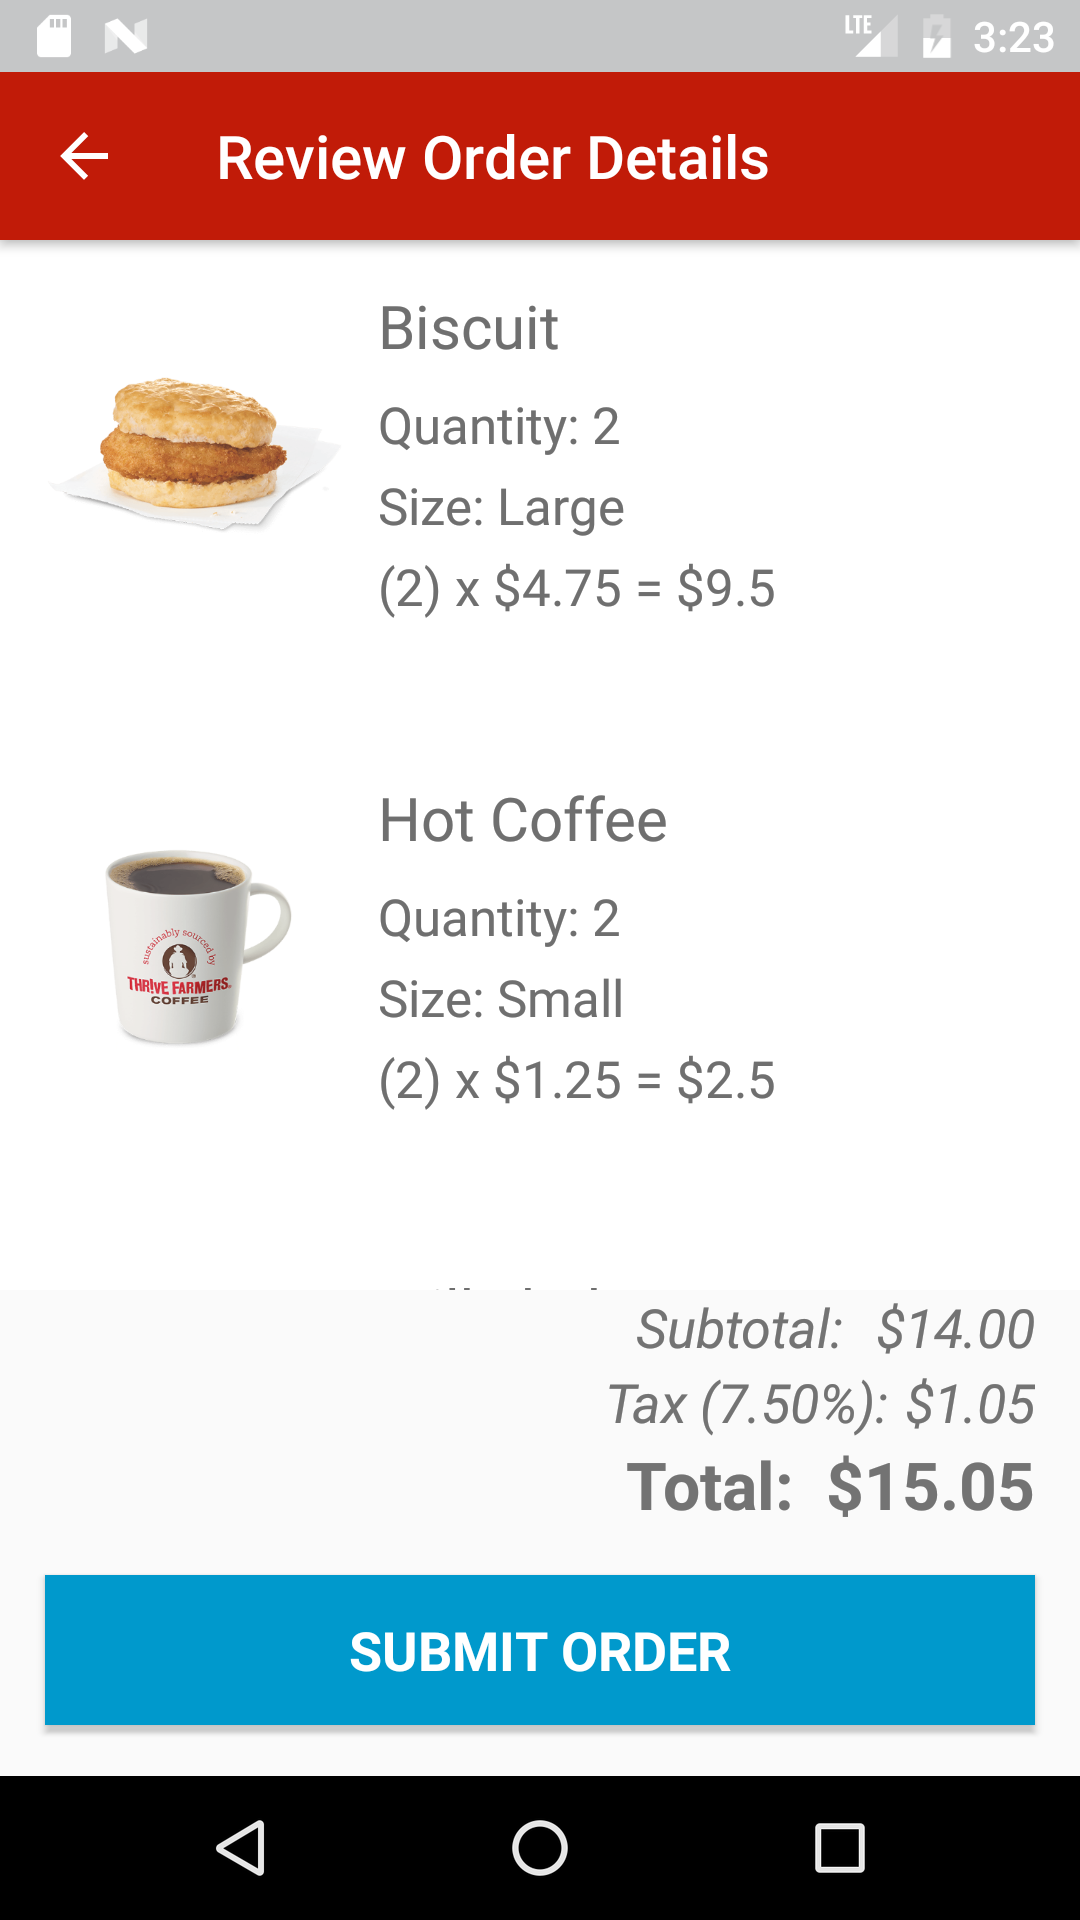 LTE 3:23
Review Order Details
Biscuit
Quantity: 2
Size: Large
(2) x $4.75 = $9.5
Hot Coffee
sustainably sourced by
THR!VE FARMERS
COFFEE
Quantity: 2
Size: Small
(2) x $1.25 = $2.5
Subtotal: $14.00
Tax (7.50%): $1.05
Total: $15.05
SUBMIT ORDER